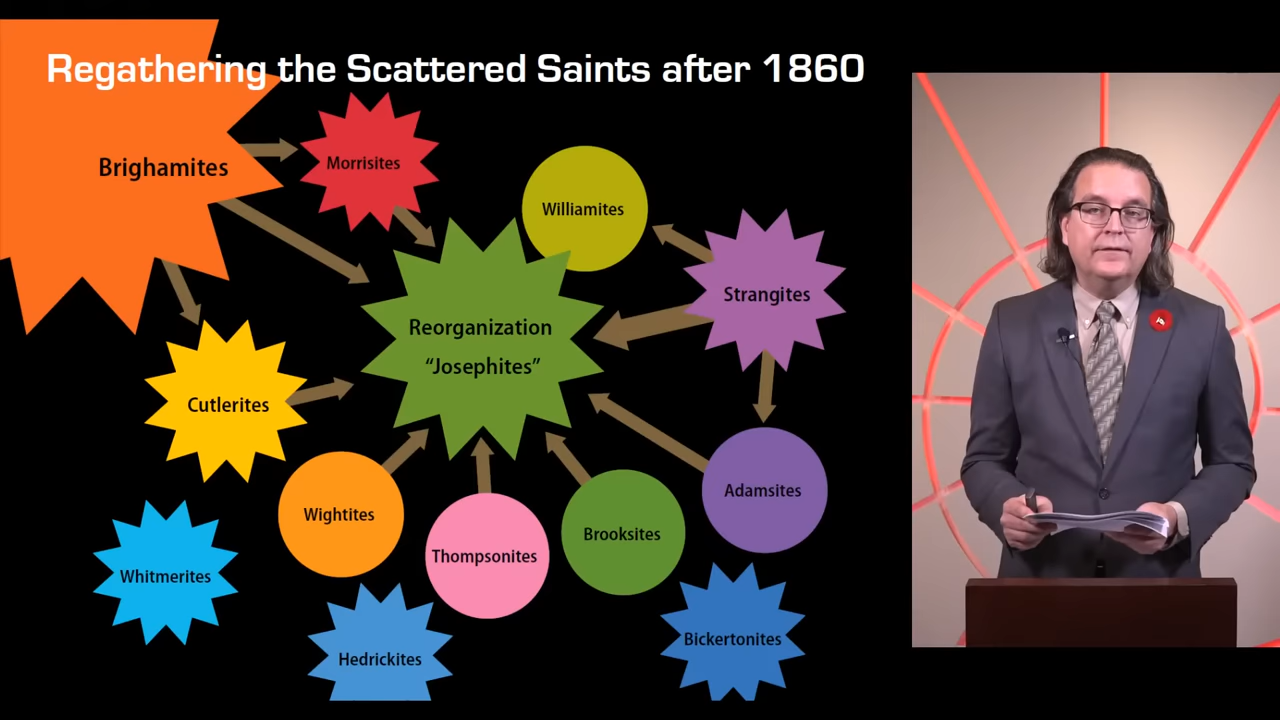 Regathering the Scattered Saints after 1860
Brighamites
Morrisites
Williamites
Strangites
Reorganization
“Josephites”
Cutlerites
Wightites
Thompsonites
Brooksites
Adamsites
Whitmerites
Hedrickites
Bickertonites